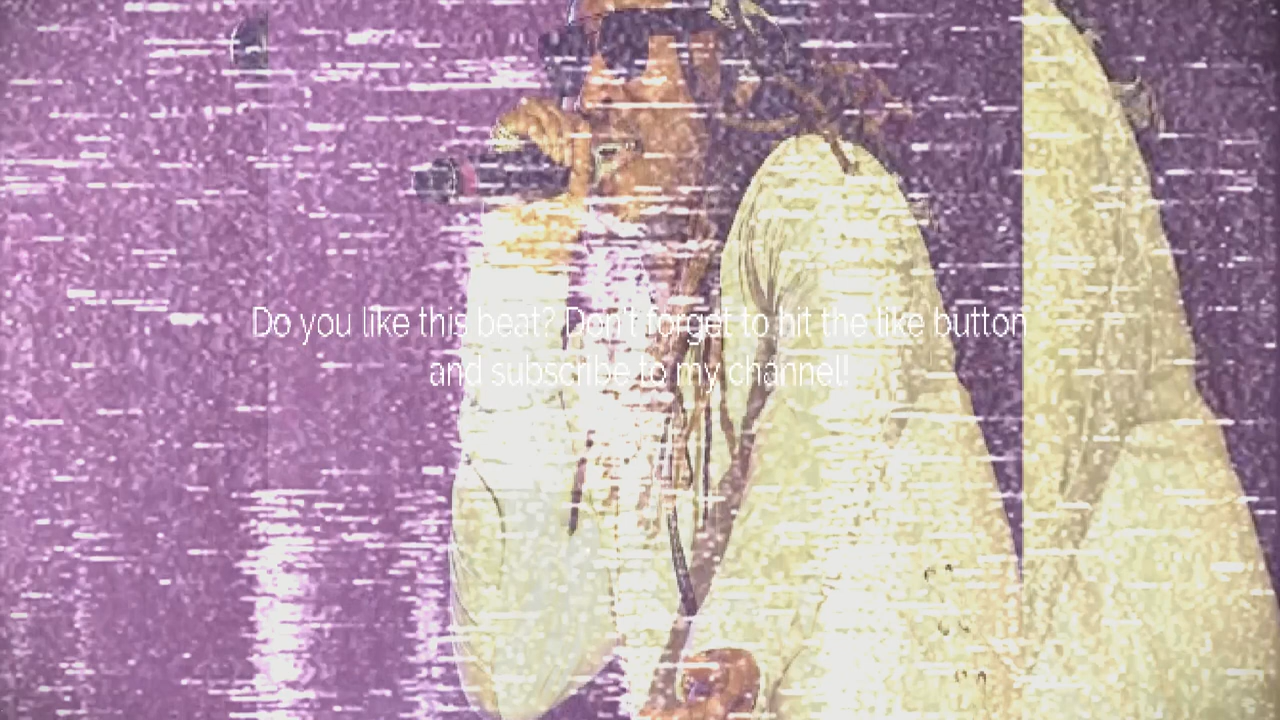 Do you like this beat? Don't forget to hit the like button
and subscribe to my channel!